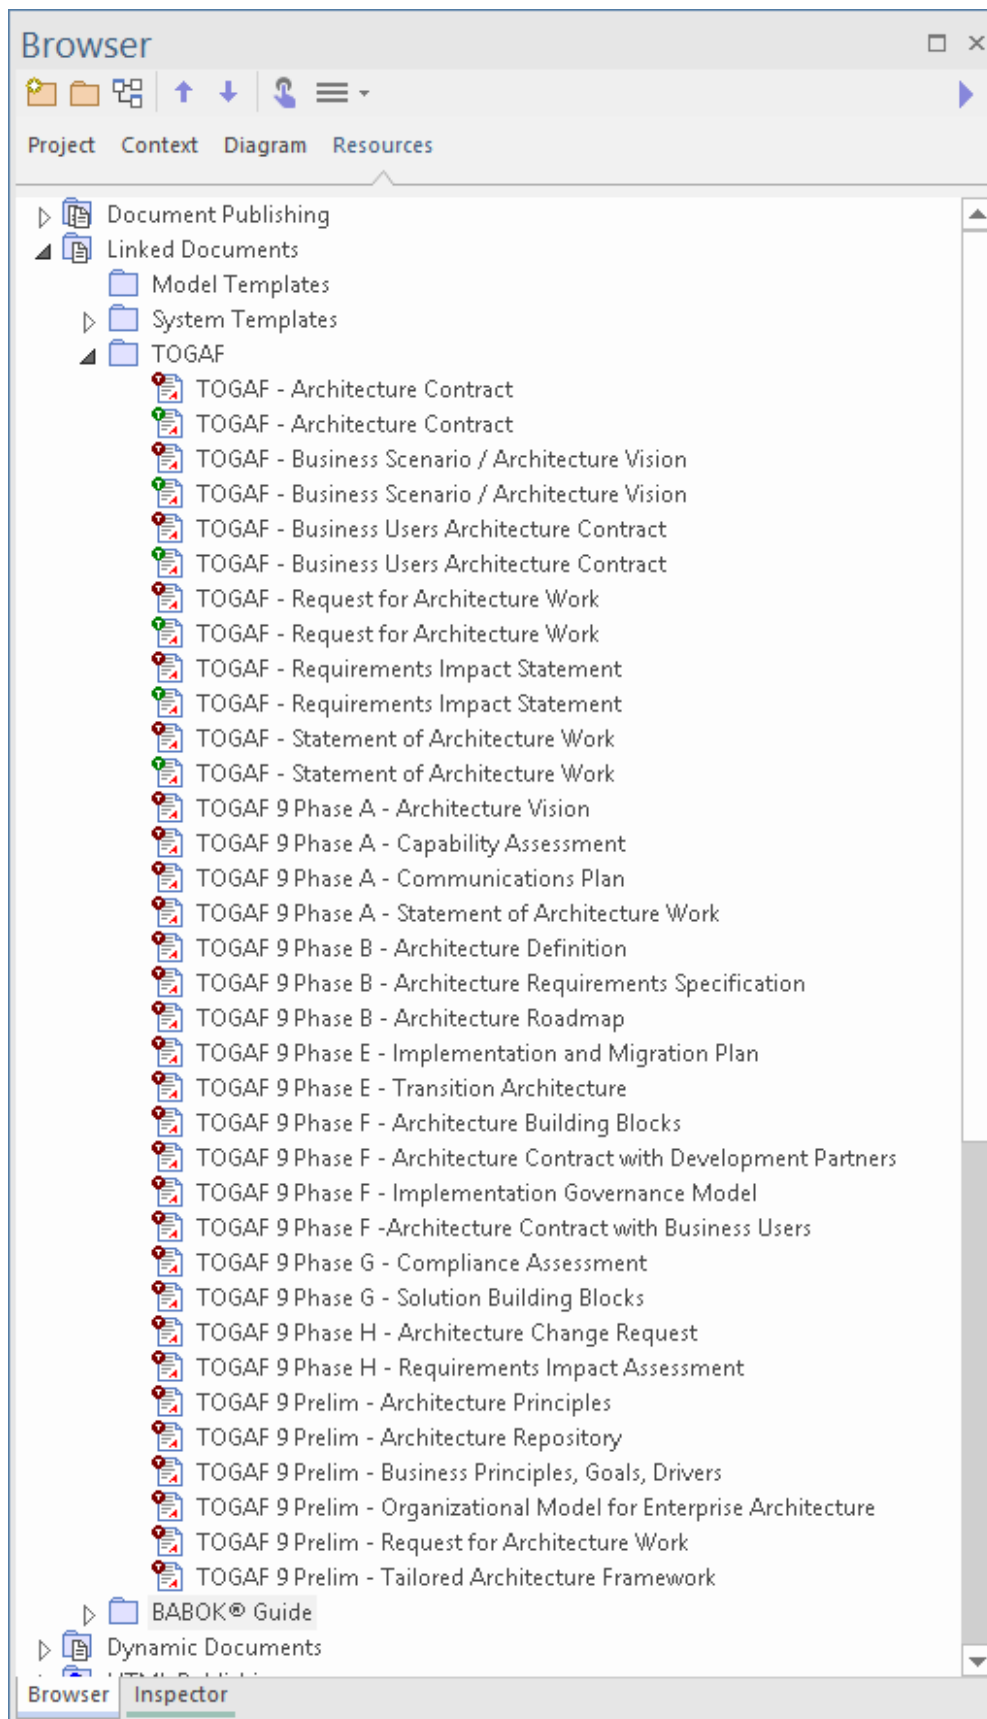 Browser
Project Context Diagram Resources
Document Publishing
Linked Documents
Model Templates
System Templates
TOGAF
TOGAF - Architecture Contract
TOGAF - Architecture Contract
TOGAF - Business Scenario / Architecture Vision
TOGAF - Business Scenario / Architecture Vision
TOGAF - Business Users Architecture Contract
TOGAF - Business Users Architecture Contract
TOGAF - Request for Architecture Work
TOGAF - Request for Architecture Work
TOGAF - Requirements Impact Statement
TOGAF - Requirements Impact Statement
TOGAF - Statement of Architecture Work
TOGAF - Statement of Architecture Work
TOGAF 9 Phase A - Architecture Vision
TOGAF 9 Phase A - Capability Assessment
TOGAF 9 Phase A - Communications Plan
TOGAF 9 Phase A - Statement of Architecture Work
TOGAF 9 Phase B - Architecture Definition
TOGAF 9 Phase B - Architecture Requirements Specification
TOGAF 9 Phase B - Architecture Roadmap
TOGAF 9 Phase E - Implementation and Migration Plan
TOGAF 9 Phase E - Transition Architecture
TOGAF 9 Phase F - Architecture Building Blocks
TOGAF 9 Phase F - Architecture Contract with Development Partners
TOGAF 9 Phase F - Implementation Governance Model
TOGAF 9 Phase F -Architecture Contract with Business Users
TOGAF 9 Phase G - Compliance Assessment
TOGAF 9 Phase G - Solution Building Blocks
TOGAF 9 Phase H - Architecture Change Request
TOGAF 9 Phase H - Requirements Impact Assessment
TOGAF 9 Prelim - Architecture Principles
TOGAF 9 Prelim - Architecture Repository
TOGAF 9 Prelim - Business Principles, Goals, Drivers
TOGAF 9 Prelim - Organizational Model for Enterprise Architecture
TOGAF 9 Prelim - Request for Architecture Work
TOGAF 9 Prelim - Tailored Architecture Framework
BABOK® Guide
Dynamic Documents
Browser Inspector